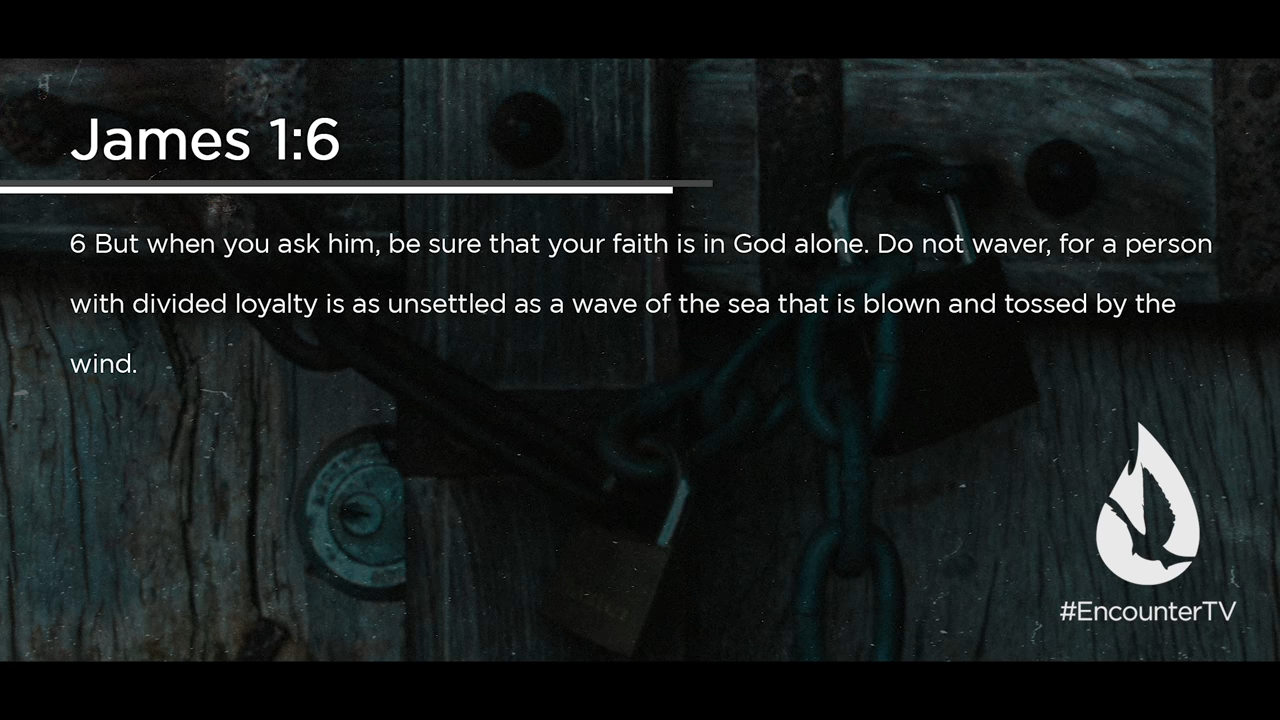 James 1:6
6 But when you ask him, be sure that your faith is in God alone. Do not waver, for a person
with divided loyalty is as unsettled as a wave of the sea that is blown and tossed by the
wind.
#EncounterTV